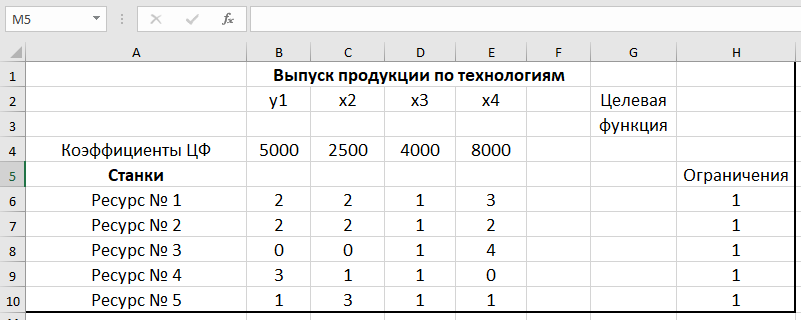 M5
A B C D E F G H
1 Выпуск продукции по технологиям
2 y1 x2 x3 x4 Целевая
3 функция
4 Коэффициенты ЦФ 5000 2500 4000 8000
5 Станки Ограничения
6 Ресурс № 1 2 2 1 3 1
7 Ресурс № 2 2 2 1 2 1
8 Ресурс № 3 0 0 1 4 1
9 Ресурс № 4 3 1 1 0 1
10 Ресурс № 5 1 3 1 1 1